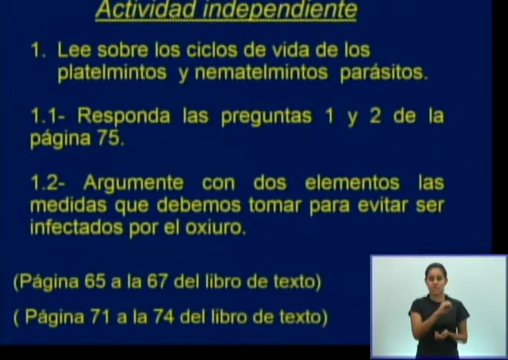 Actividad independiente
1. Lee sobre los ciclos de vida de los
platelmintos y nematelmintos parásitos.
1.1- Responda las preguntas 1 y 2 de la
página 75.
1.2- Argumente con dos elementos las
medidas que debemos tomar para evitar ser
infectados por el oxiuro.
(Página 65 a la 67 del libro de texto)
( Página 71 a la 74 del libro de texto)